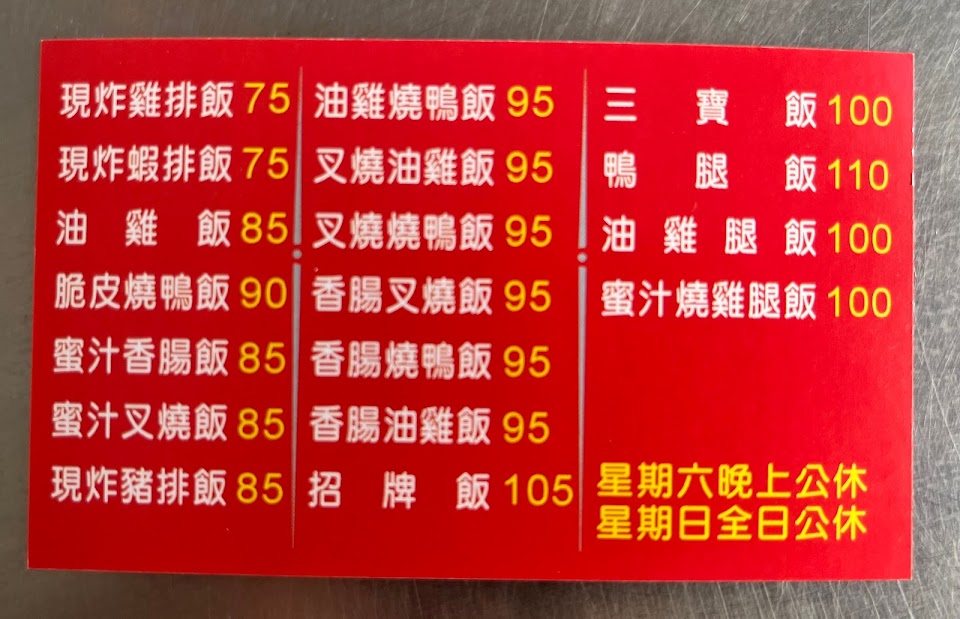 現炸雞排飯 75
現炸蝦排飯 75
油雞飯 85
脆皮燒鴨飯 90
蜜汁香腸飯 85
蜜汁叉燒飯 85
現炸豬排飯 85
油雞燒鴨飯 95
叉燒油雞飯 95
叉燒燒鴨飯 95
香腸叉燒飯 95
香腸燒鴨飯 95
香腸油雞飯 95
招牌飯 105
三寶飯 100
鴨腿飯 110
油雞腿飯 100
蜜汁燒雞腿飯 100
星期六晚上公休
星期日全日公休